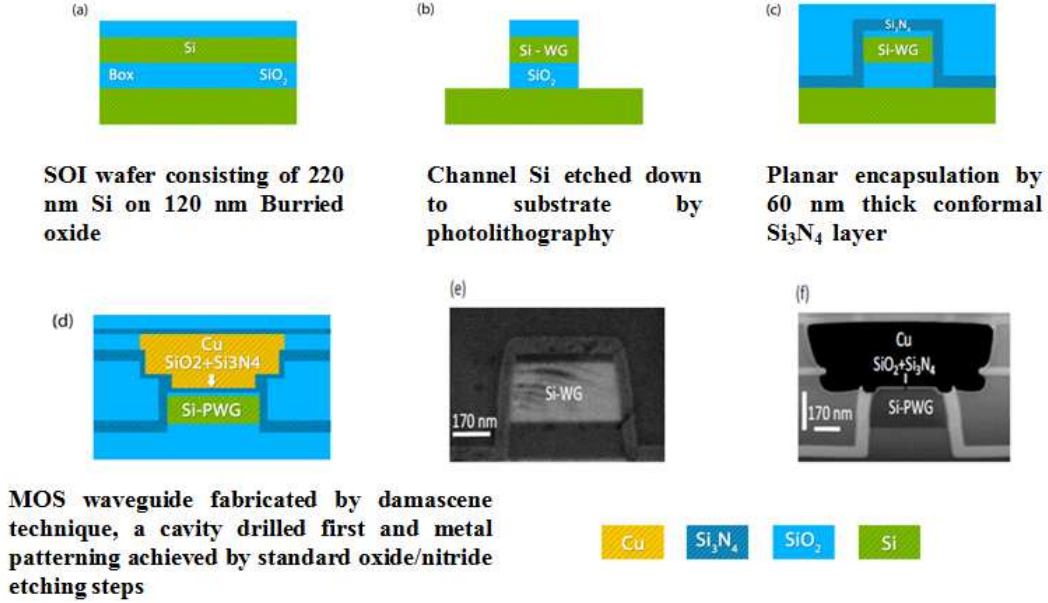 (a)
Si
Box
SiO2
SOI wafer consisting of 220
nm Si on 120 nm Burried
oxide
(b)
Si - WG
SiO2
Channel Si etched down
to substrate by
photolithography
(c)
Si3N4
Si-WG
Planar encapsulation by
60 nm thick conformal
Si3N4 layer
(d)
Cu
SiO2+Si3N4
Si-PWG
(e)
Si-WG
170 nm
(f)
Cu
SiO2+Si3N4
Si-PWG
170 nm
MOS waveguide fabricated by damascene
technique, a cavity drilled first and metal
patterning achieved by standard oxide/nitride
etching steps
Cu
Si3N4
SiO2
Si